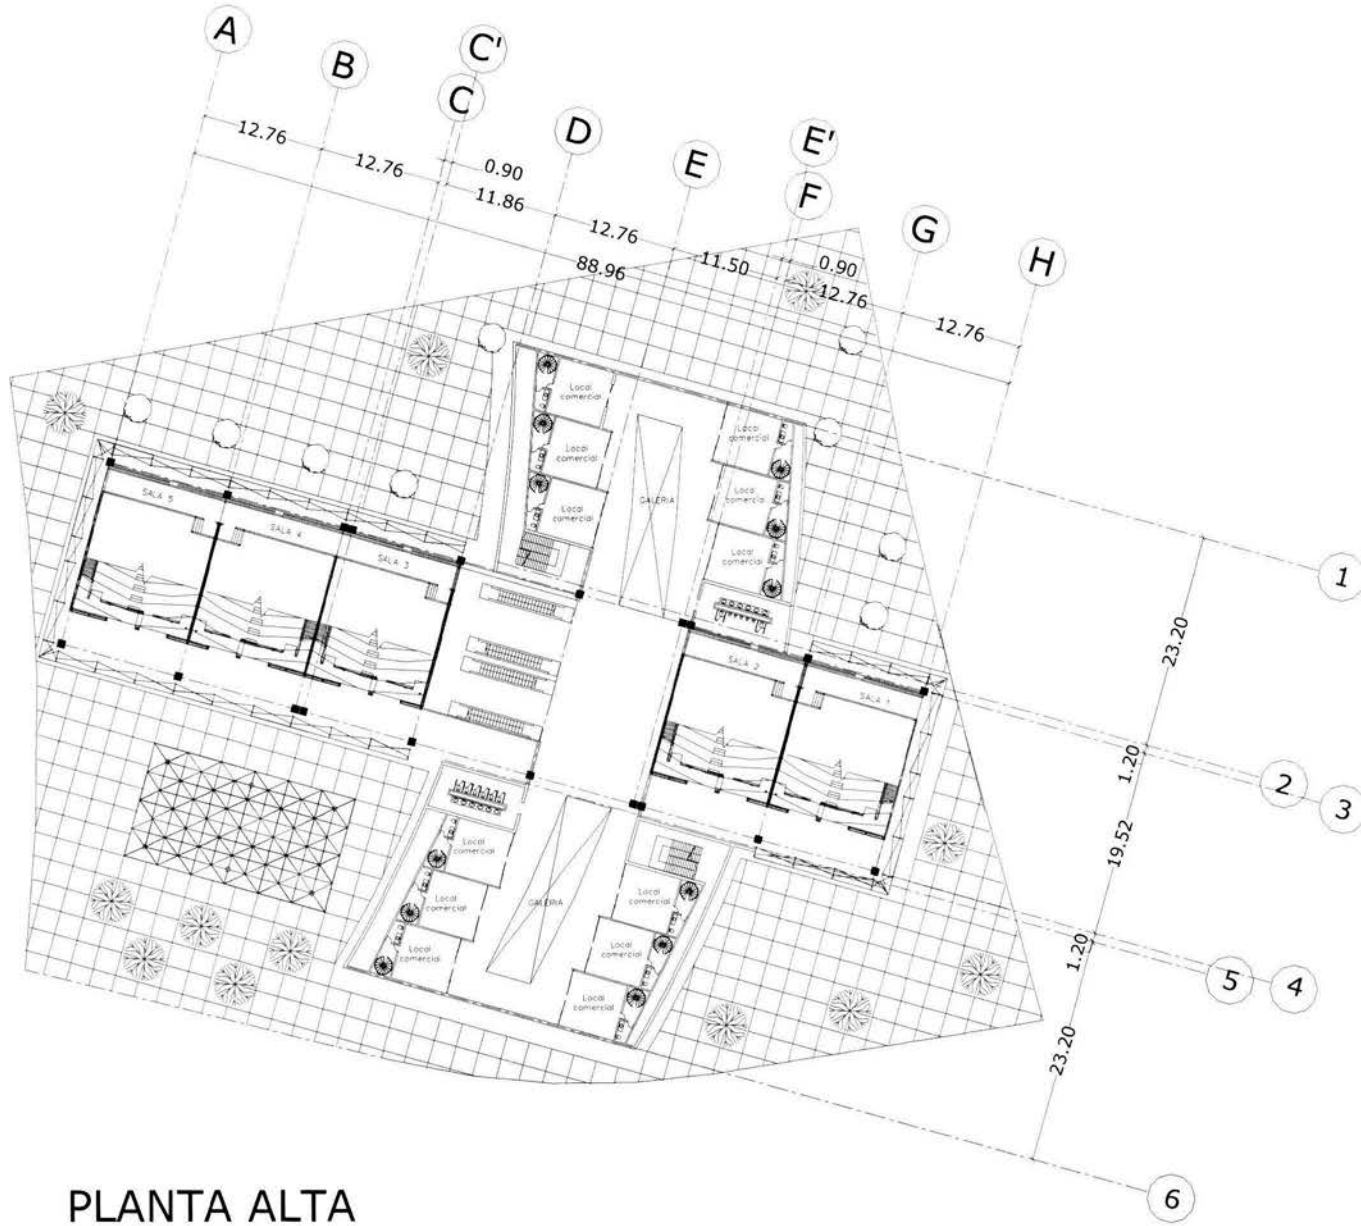 A
B
C'
C
D
E
E'
F
G
H
12.76
12.76
0.90
11.86
12.76
88.96
11.50
0.90
12.76
12.76
Local
comercial
Local
comercial
Local
comercial
GALERIA
Local
comercial
Local
comercial
Local
comercial
SALA 5
SALA 4
SALA 3
SALA 2
SALA 1
Local
comercial
Local
comercial
Local
comercial
GALERIA
Local
comercial
Local
comercial
Local
comercial
1
23.20
2
3
1.20
19.52
5
4
1.20
23.20
6
PLANTA ALTA